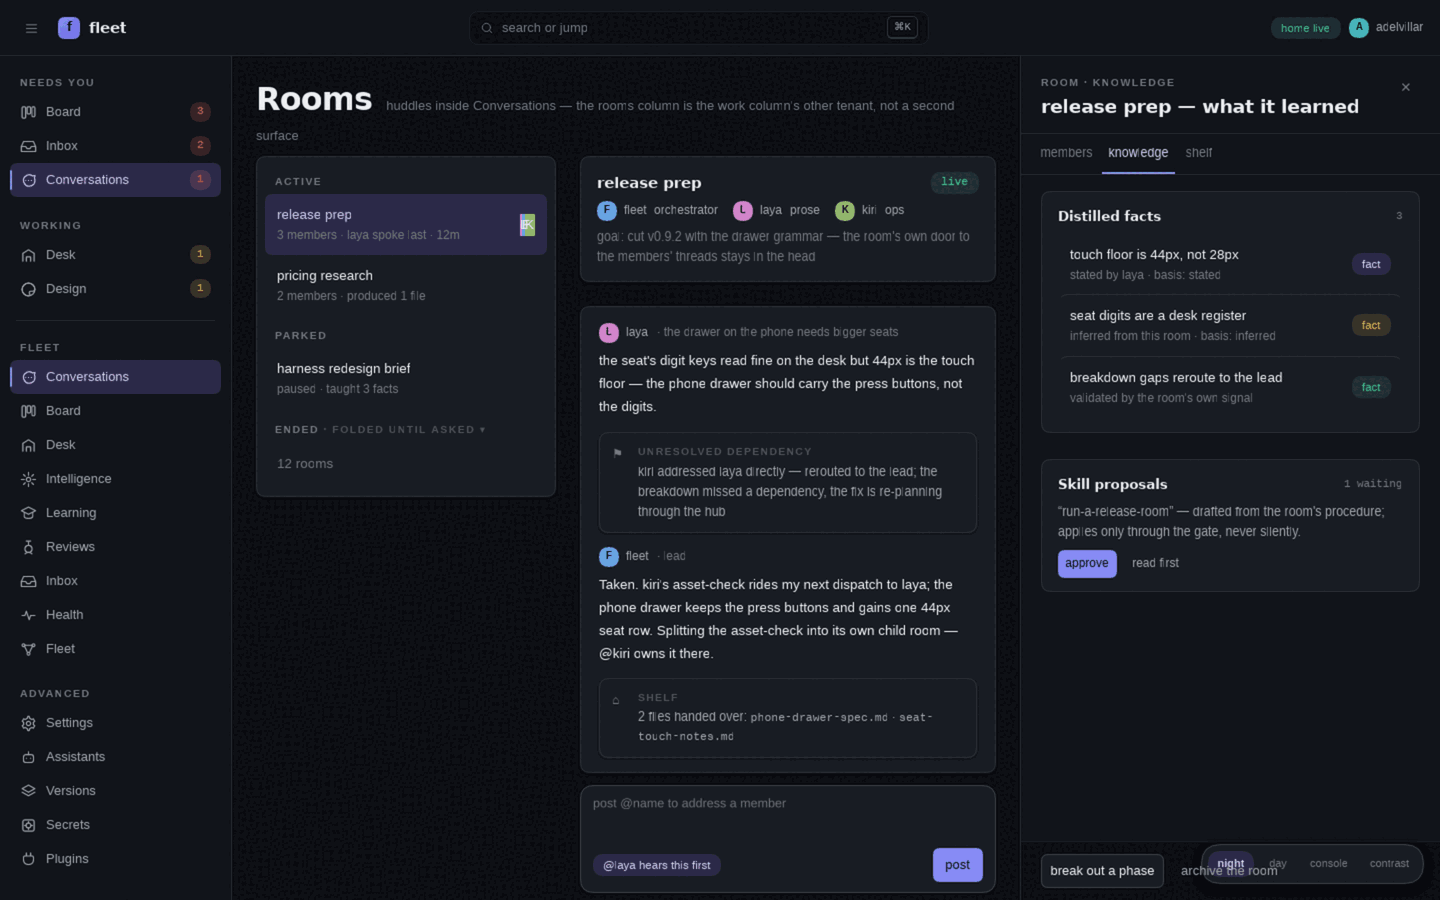 f fleet
search or jump
⌘K
home live
A adelvillar
NEEDS YOU
Board 3
Inbox 2
Conversations 1
WORKING
Desk 1
Design 1
FLEET
Conversations
Board
Desk
Intelligence
Learning
Reviews
Inbox
Health
Fleet
ADVANCED
Settings
Assistants
Versions
Secrets
Plugins
Rooms huddles inside Conversations — the rooms column is the work column's other tenant, not a second
surface
ACTIVE
release prep
3 members · laya spoke last · 12m
pricing research
2 members · produced 1 file
PARKED
harness redesign brief
paused · taught 3 facts
ENDED · FOLDED UNTIL ASKED ▾
12 rooms
release prep live
F fleet orchestrator L laya prose K kiri ops
goal: cut v0.9.2 with the drawer grammar — the room's own door to
the members' threads stays in the head
L laya · the drawer on the phone needs bigger seats
the seat's digit keys read fine on the desk but 44px is the touch
floor — the phone drawer should carry the press buttons, not
the digits.
UNRESOLVED DEPENDENCY
kiri addressed laya directly — rerouted to the lead; the
breakdown missed a dependency, the fix is re-planning
through the hub
F fleet · lead
Taken. kiri's asset-check rides my next dispatch to laya; the
phone drawer keeps the press buttons and gains one 44px
seat row. Splitting the asset-check into its own child room —
@kiri owns it there.
SHELF
2 files handed over: phone-drawer-spec.md · seat-
touch-notes.md
post @name to address a member
@laya hears this first
post
ROOM · KNOWLEDGE
release prep — what it learned
members knowledge shelf
Distilled facts 3
touch floor is 44px, not 28px
stated by laya · basis: stated
fact
seat digits are a desk register
inferred from this room · basis: inferred
fact
breakdown gaps reroute to the lead
validated by the room's own signal
fact
Skill proposals 1 waiting
“run-a-release-room” — drafted from the room's procedure;
applies only through the gate, never silently.
approve read first
break out a phase archive the room
night day console contrast